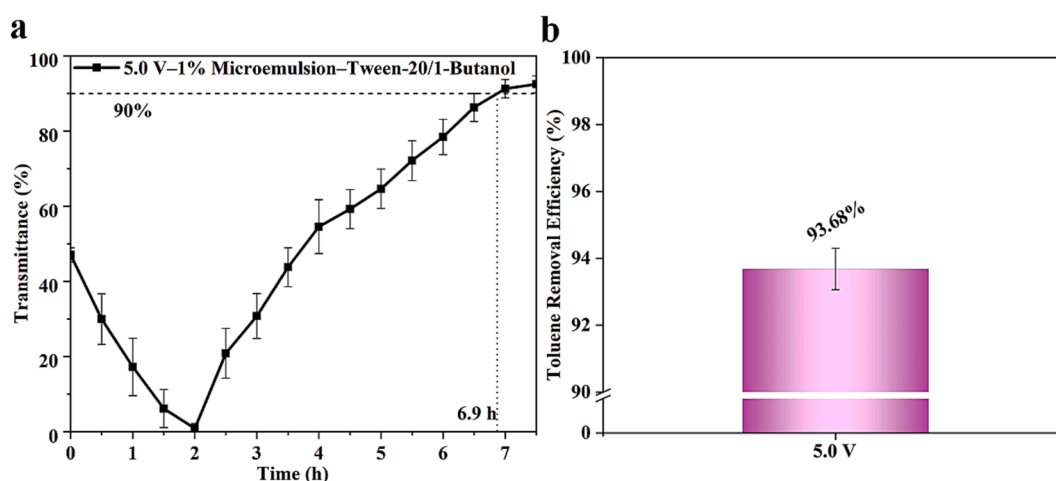 a
5.0 V–1% Microemulsion–Tween-20/1-Butanol
90%
6.9 h
Transmittance (%)
100
80
60
40
20
0
0 1 2 3 4 5 6 7
Time (h)
b
Toluene Removal Efficiency (%)
100
98
96
94
92
90
0
93.68%
5.0 V